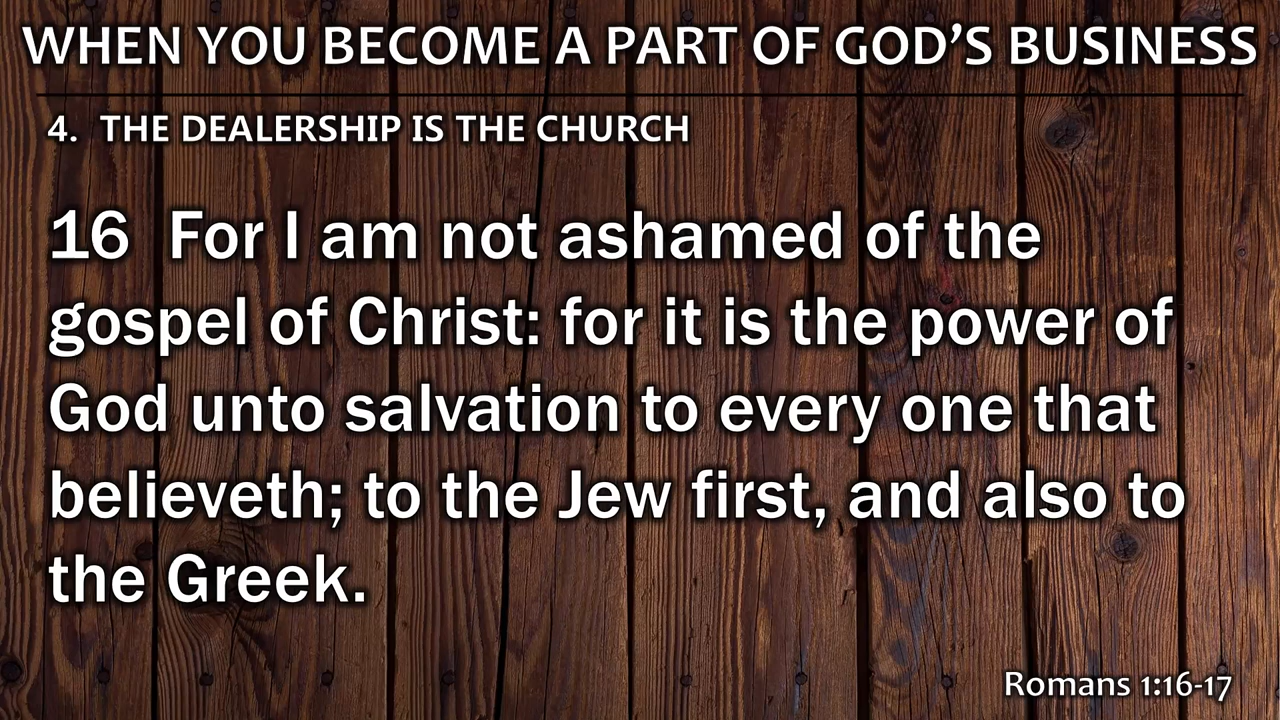 WHEN YOU BECOME A PART OF GOD’S BUSINESS
4. THE DEALERSHIP IS THE CHURCH
16 For I am not ashamed of the
gospel of Christ: for it is the power of
God unto salvation to every one that
believeth; to the Jew first, and also to
the Greek.
Romans 1:16-17